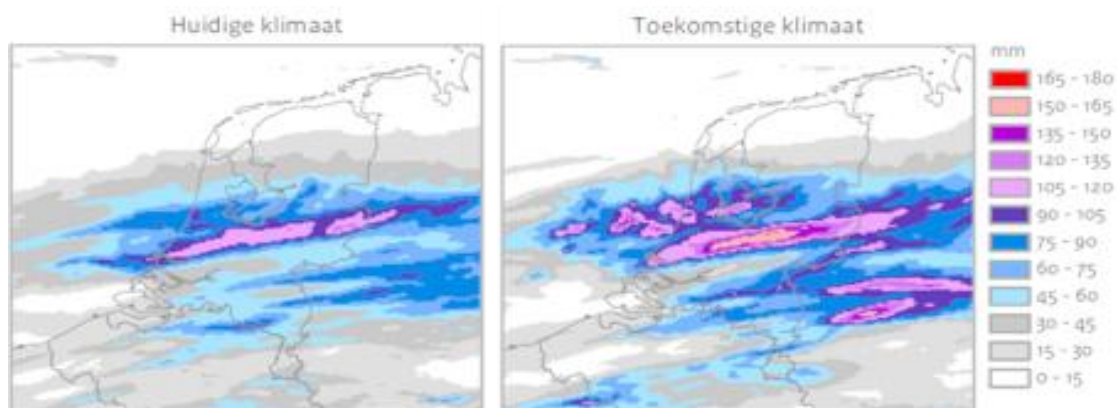 Huidige klimaat
Toekomstige klimaat
mm
165 - 180
150 - 165
135 - 150
120 - 135
105 - 120
90 - 105
75 - 90
60 - 75
45 - 60
30 - 45
15 - 30
0 - 15